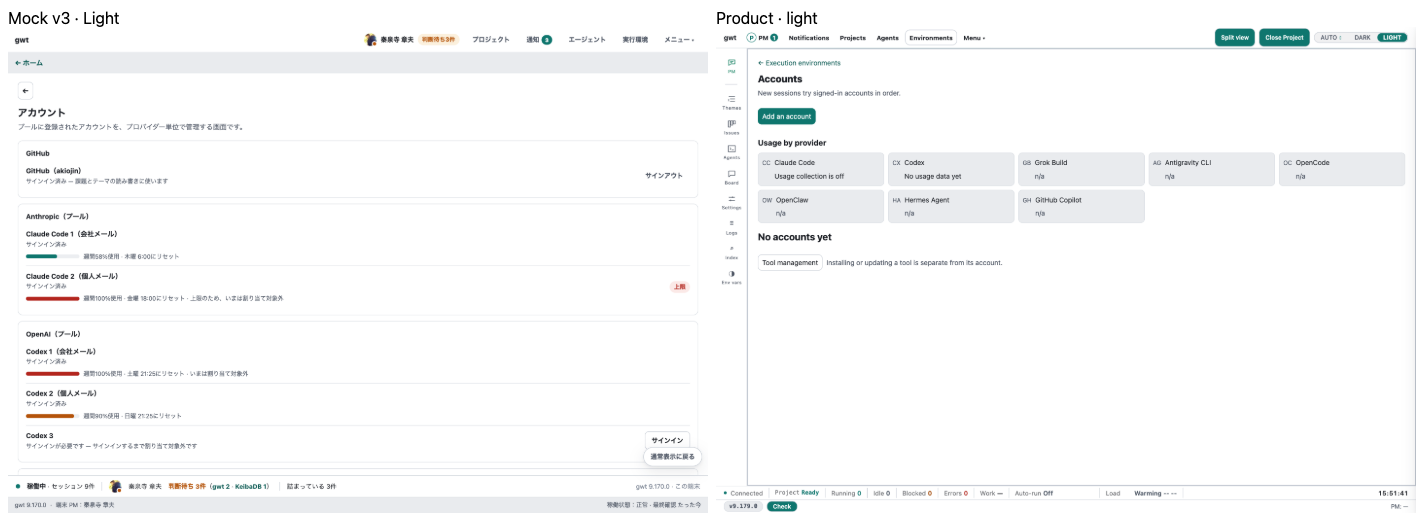 Mock v3 · Light
gwt
秦泉寺 章夫 判断待ち3件 プロジェクト 通知 3 エージェント 実行環境 メニュー
← ホーム
←
アカウント
プールに登録されたアカウントを、プロバイダー単位で管理する画面です。
GitHub
GitHub（akiojin）
サインイン済み — 課題とテーマの読み書きに使います
サインアウト
Anthropic（プール）
Claude Code 1（会社メール）
サインイン済み
週間58%使用 · 木曜 6:00にリセット
Claude Code 2（個人メール）
サインイン済み
週間100%使用 · 金曜 18:00にリセット · 上限のため、いまは割り当て対象外
上限
OpenAI（プール）
Codex 1（会社メール）
サインイン済み
週間100%使用 · 土曜 21:25にリセット · いまは割り当て対象外
Codex 2（個人メール）
サインイン済み
週間90%使用 · 日曜 21:25にリセット
Codex 3
サインインが必要です — サインインするまで割り当て対象外です
サインイン
通常表示に戻る
稼働中 · セッション 9件 秦泉寺 章夫 判断待ち 3件（gwt 2 · KeibaDB 1） 詰まっている 3件 gwt 9.170.0 · この端末
gwt 9.170.0 · 端末 PM：秦泉寺 章夫 稼働状態：正常 · 最終確認 たった今
Product · light
gwt P PM 1 Notifications Projects Agents Environments Menu Split view Close Project AUTO DARK LIGHT
PM
Themes
Issues
Agents
Board
Settings
Logs
Index
Env vars
← Execution environments
Accounts
New sessions try signed-in accounts in order.
Add an account
Usage by provider
CC Claude Code
Usage collection is off
CX Codex
No usage data yet
GB Grok Build
n/a
AG Antigravity CLI
n/a
OC OpenCode
n/a
OW OpenClaw
n/a
HA Hermes Agent
n/a
GH GitHub Copilot
n/a
No accounts yet
Tool management Installing or updating a tool is separate from its account.
Connected Project Ready Running 0 Idle 0 Blocked 0 Errors 0 Work — Auto-run Off Load Warming -- -- 15:51:41
v9.179.0 Check PM: --